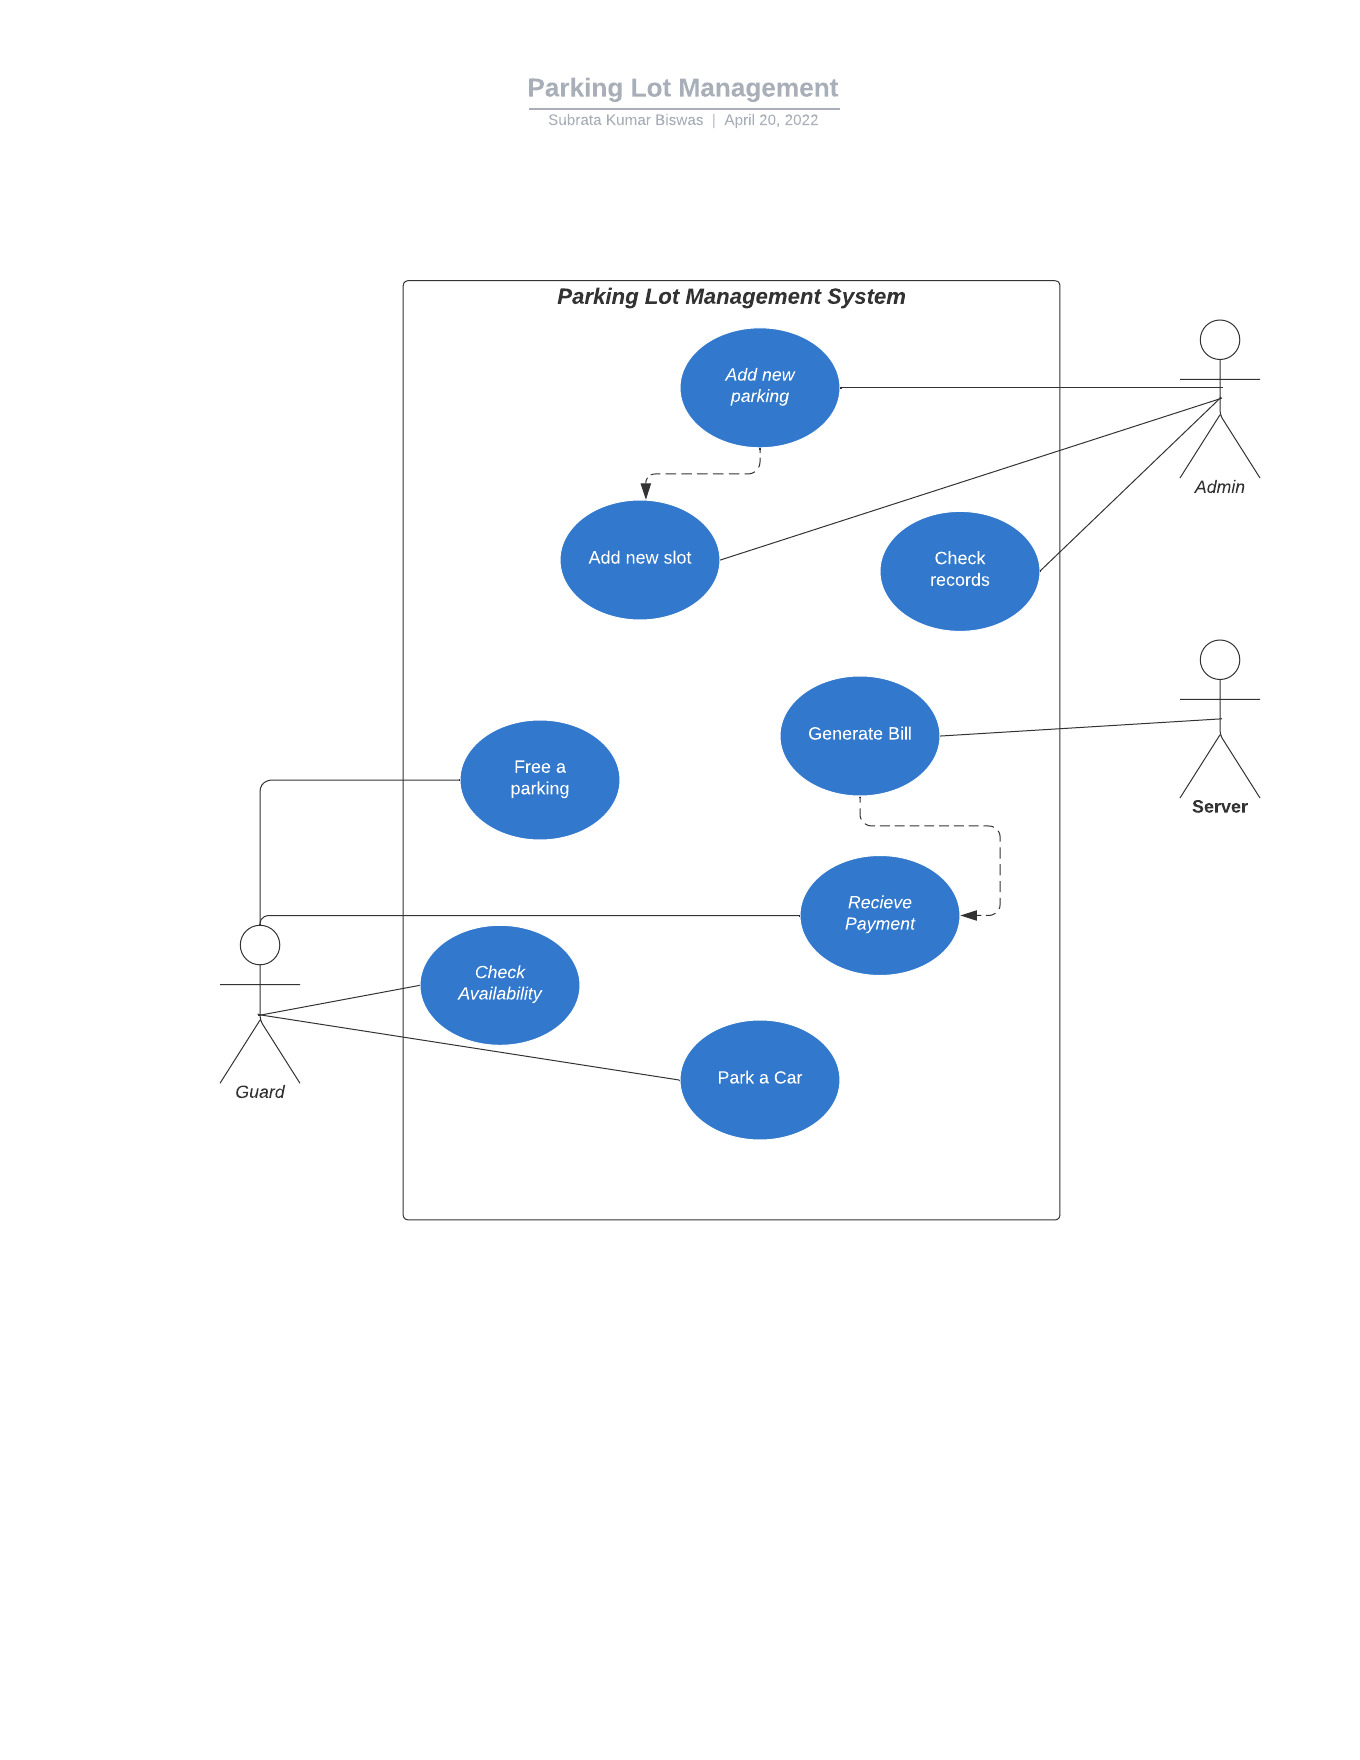 Parking Lot Management
Subrata Kumar Biswas | April 20, 2022
Parking Lot Management System
Add new
parking
Admin
Add new slot
Check
records
Generate Bill
Free a
parking
Server
Recieve
Payment
Check
Availability
Park a Car
Guard